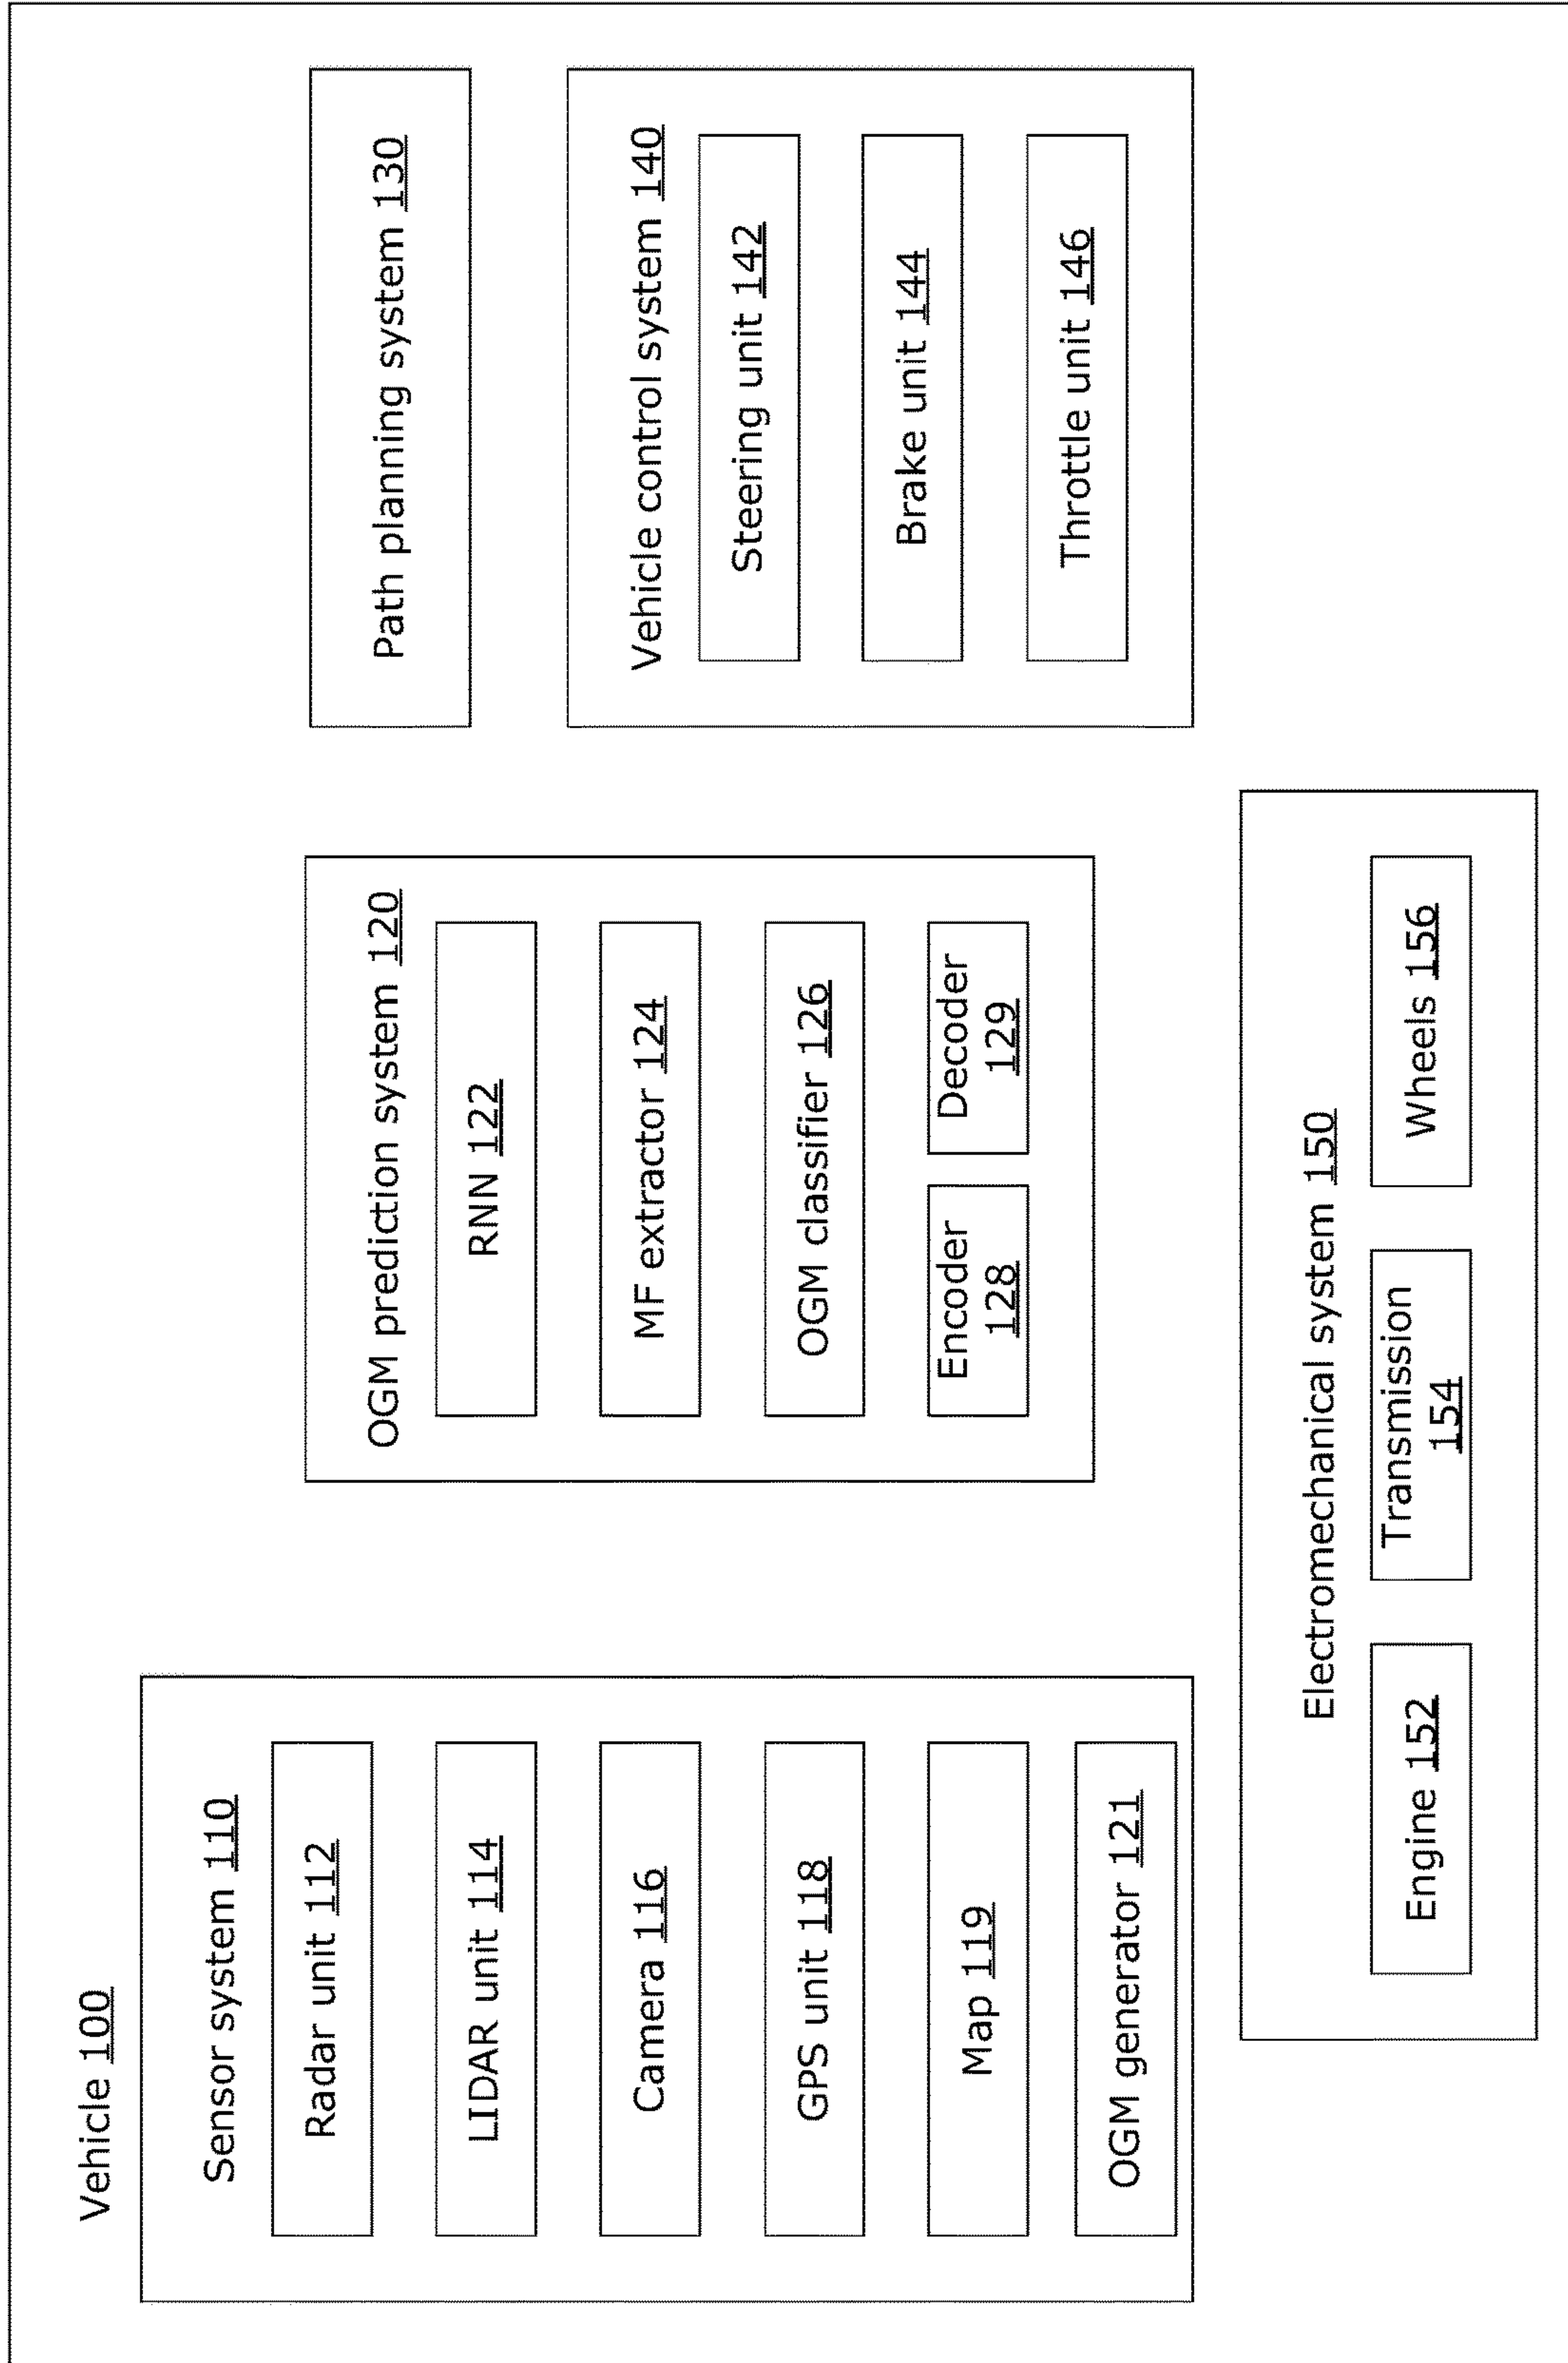 Vehicle 100
Sensor system 110
Radar unit 112
LIDAR unit 114
Camera 116
GPS unit 118
Map 119
OGM generator 121
OGM prediction system 120
RNN 122
MF extractor 124
OGM classifier 126
Encoder
128
Decoder
129
Path planning system 130
Vehicle control system 140
Steering unit 142
Brake unit 144
Throttle unit 146
Electromechanical system 150
Engine 152
Transmission
154
Wheels 156